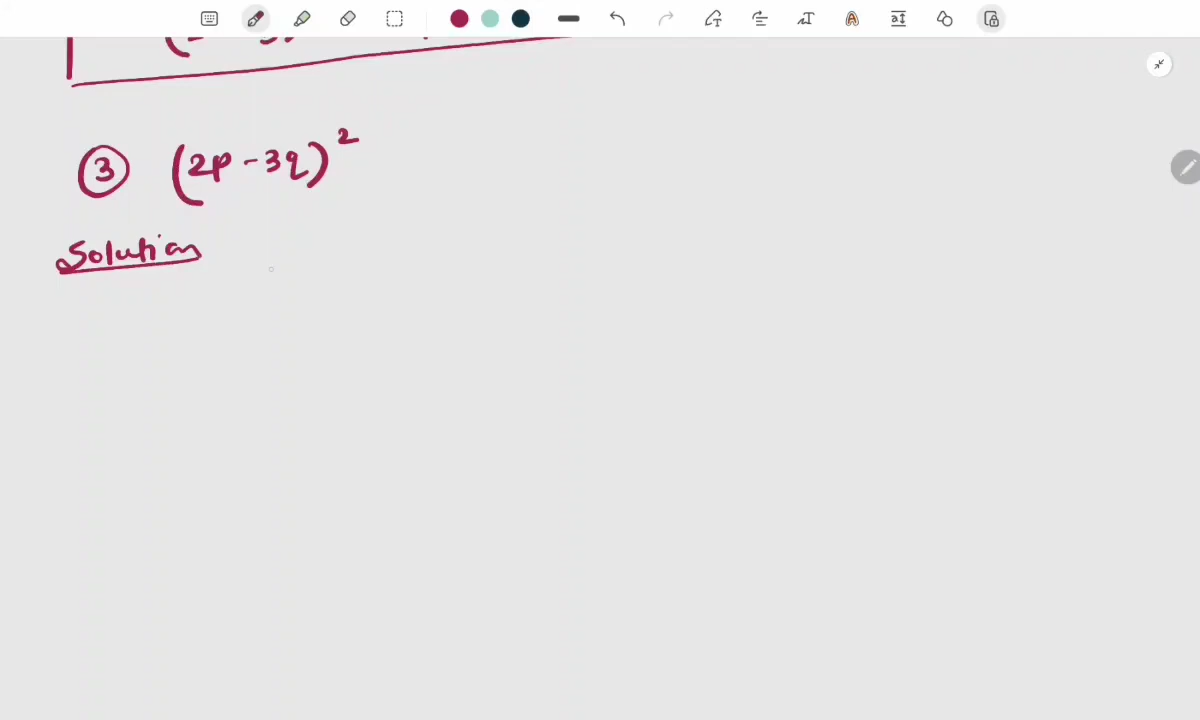 ③ (2p - 3q)²
Solution